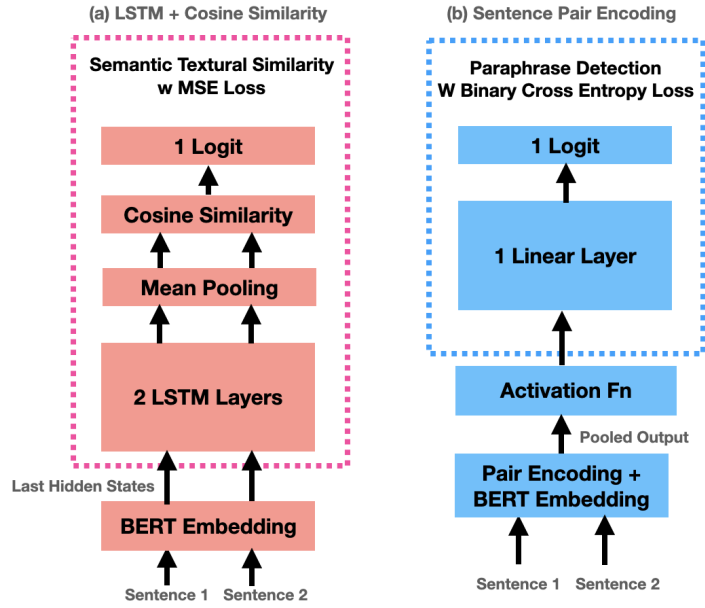 (a) LSTM + Cosine Similarity
Semantic Textural Similarity
w MSE Loss
1 Logit
Cosine Similarity
Mean Pooling
2 LSTM Layers
Last Hidden States
BERT Embedding
Sentence 1
Sentence 2
(b) Sentence Pair Encoding
Paraphrase Detection
W Binary Cross Entropy Loss
1 Logit
1 Linear Layer
Activation Fn
Pooled Output
Pair Encoding +
BERT Embedding
Sentence 1
Sentence 2